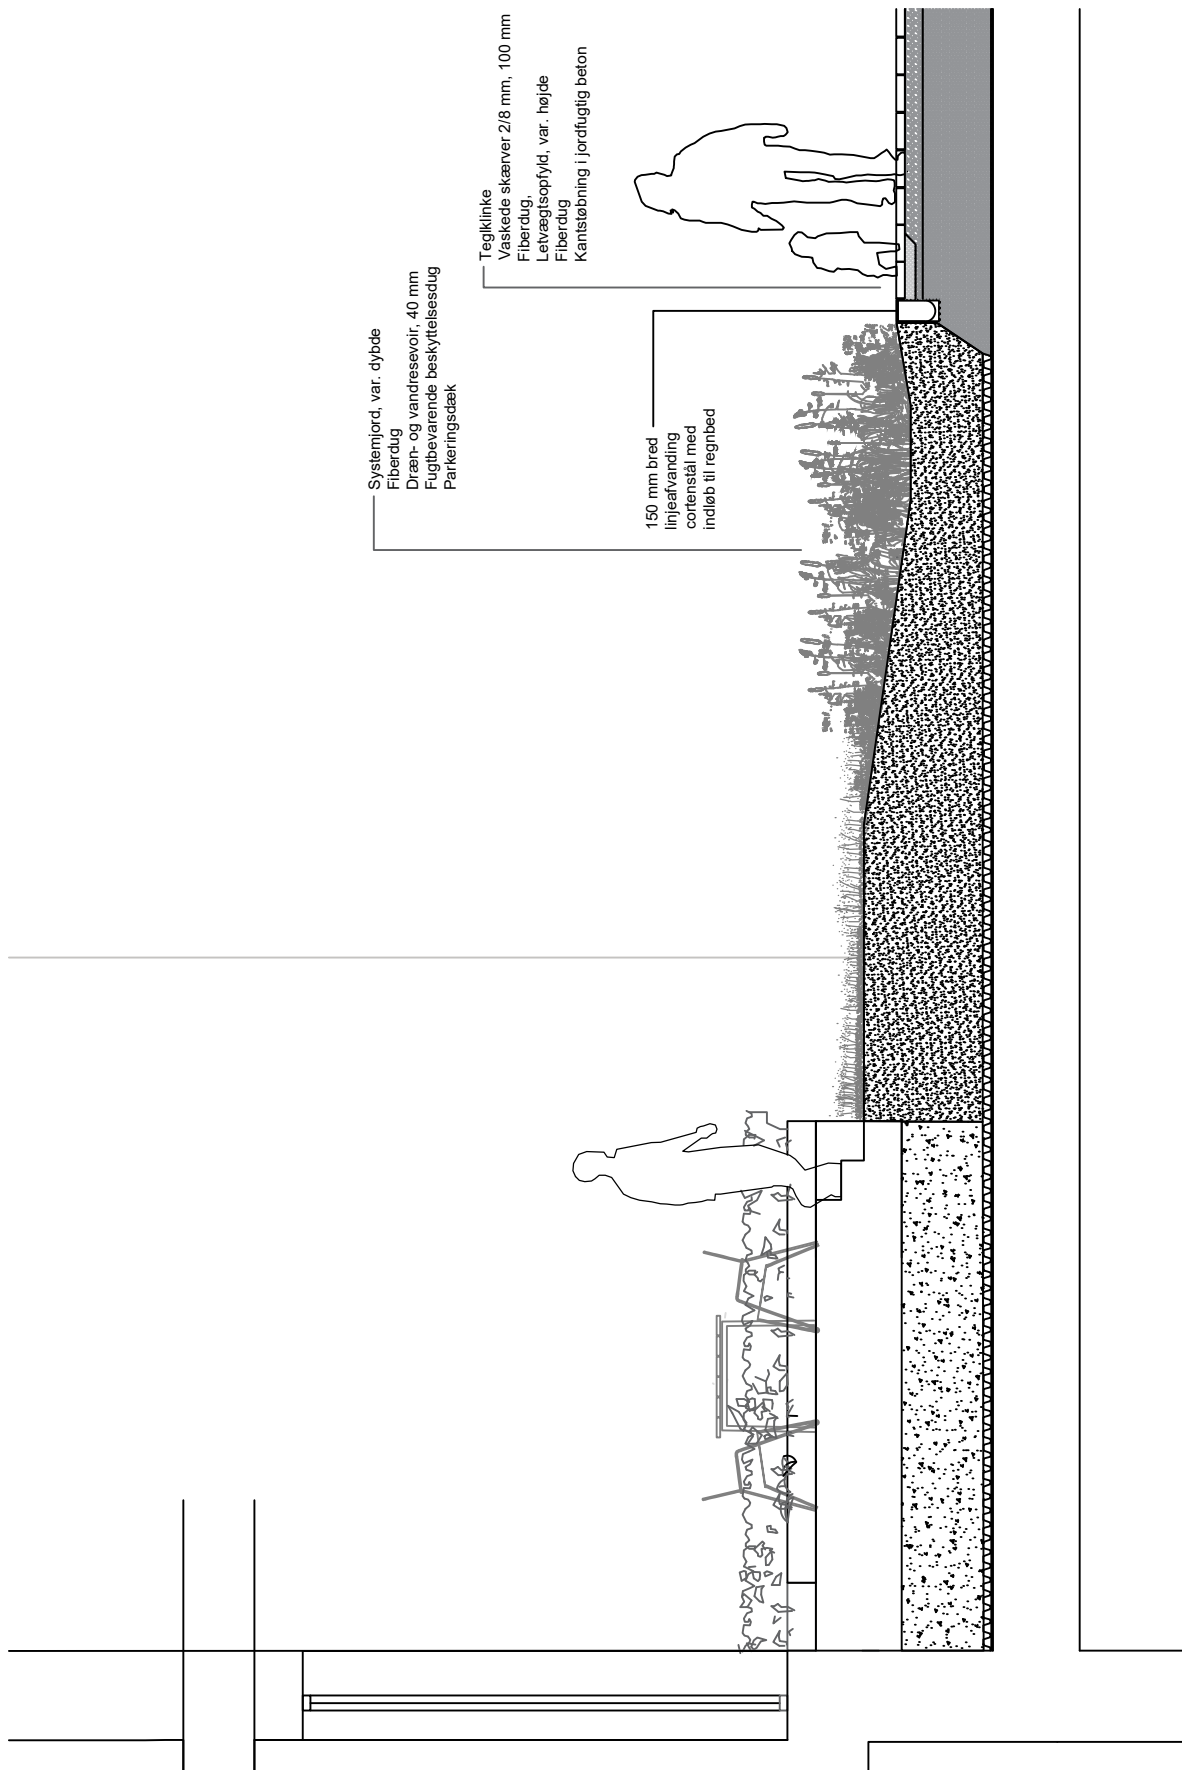 Systemjord, var. dybde
Fiberdug
Dræn- og vandresevoir, 40 mm
Fugtbevarende beskyttelsesdug
Parkeringsdæk
Teglklinke
Vaskede skærver 2/8 mm, 100 mm
Fiberdug,
Letvægtsopfyld, var. højde
Fiberdug
Kantstøbning i jordfugtig beton
150 mm bred
linjeafvanding
cortenstål med
indløb til regnbed